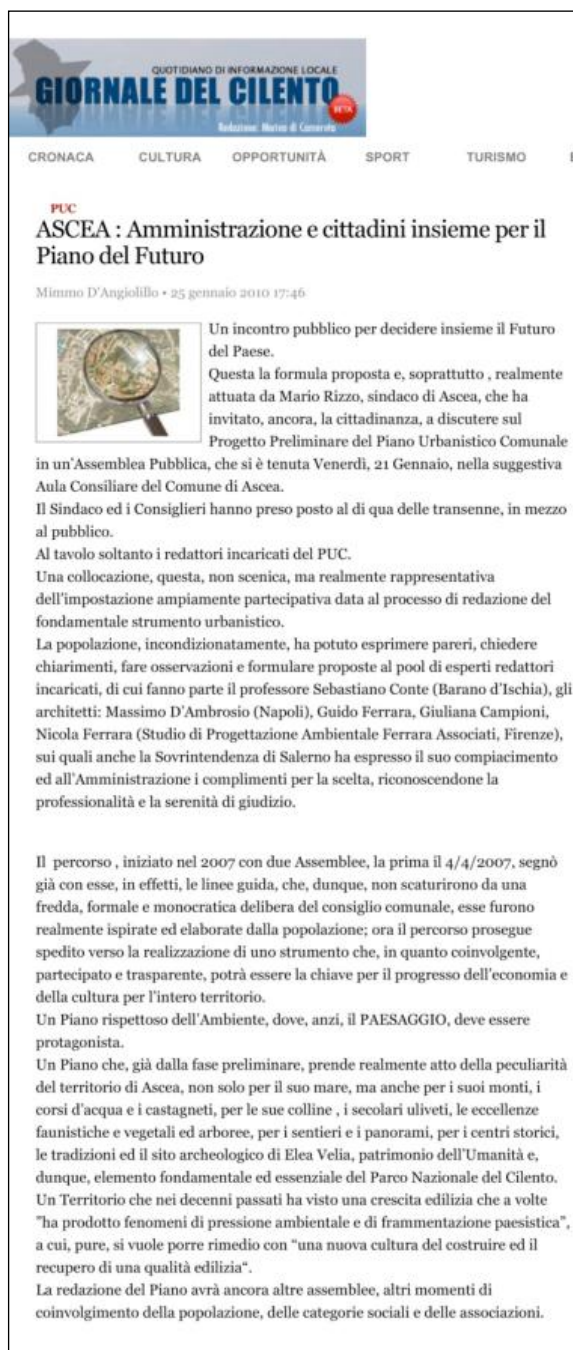 QUOTIDIANO DI INFORMAZIONE LOCALE
GIORNALE DEL CILENTO
BETA
Redazione: Marina di Camerota
CRONACA CULTURA OPPORTUNITÀ SPORT TURISMO
PUC
ASCEA : Amministrazione e cittadini insieme per il
Piano del Futuro
Mimmo D'Angiolillo • 25 gennaio 2010 17:46
Un incontro pubblico per decidere insieme il Futuro
del Paese.
Questa la formula proposta e, soprattutto , realmente
attuata da Mario Rizzo, sindaco di Ascea, che ha
invitato, ancora, la cittadinanza, a discutere sul
Progetto Preliminare del Piano Urbanistico Comunale
in un'Assemblea Pubblica, che si è tenuta Venerdì, 21 Gennaio, nella suggestiva
Aula Consiliare del Comune di Ascea.
Il Sindaco ed i Consiglieri hanno preso posto al di qua delle transenne, in mezzo
al pubblico.
Al tavolo soltanto i redattori incaricati del PUC.
Una collocazione, questa, non scenica, ma realmente rappresentativa
dell'impostazione ampiamente partecipativa data al processo di redazione del
fondamentale strumento urbanistico.
La popolazione, incondizionatamente, ha potuto esprimere pareri, chiedere
chiarimenti, fare osservazioni e formulare proposte al pool di esperti redattori
incaricati, di cui fanno parte il professore Sebastiano Conte (Barano d'Ischia), gli
architetti: Massimo D'Ambrosio (Napoli), Guido Ferrara, Giuliana Campioni,
Nicola Ferrara (Studio di Progettazione Ambientale Ferrara Associati, Firenze),
sui quali anche la Sovrintendenza di Salerno ha espresso il suo compiacimento
ed all'Amministrazione i complimenti per la scelta, riconoscendone la
professionalità e la serenità di giudizio.
Il percorso , iniziato nel 2007 con due Assemblee, la prima il 4/4/2007, segnò
già con esse, in effetti, le linee guida, che, dunque, non scaturirono da una
fredda, formale e monocratica delibera del consiglio comunale, esse furono
realmente ispirate ed elaborate dalla popolazione; ora il percorso prosegue
spedito verso la realizzazione di uno strumento che, in quanto coinvolgente,
partecipato e trasparente, potrà essere la chiave per il progresso dell'economia e
della cultura per l'intero territorio.
Un Piano rispettoso dell'Ambiente, dove, anzi, il PAESAGGIO, deve essere
protagonista.
Un Piano che, già dalla fase preliminare, prende realmente atto della peculiarità
del territorio di Ascea, non solo per il suo mare, ma anche per i suoi monti, i
corsi d'acqua e i castagneti, per le sue colline , i secolari uliveti, le eccellenze
faunistiche e vegetali ed arboree, per i sentieri e i panorami, per i centri storici,
le tradizioni ed il sito archeologico di Elea Velia, patrimonio dell'Umanità e,
dunque, elemento fondamentale ed essenziale del Parco Nazionale del Cilento.
Un Territorio che nei decenni passati ha visto una crescita edilizia che a volte
"ha prodotto fenomeni di pressione ambientale e di frammentazione paesistica",
a cui, pure, si vuole porre rimedio con “una nuova cultura del costruire ed il
recupero di una qualità edilizia“.
La redazione del Piano avrà ancora altre assemblee, altri momenti di
coinvolgimento della popolazione, delle categorie sociali e delle associazioni.